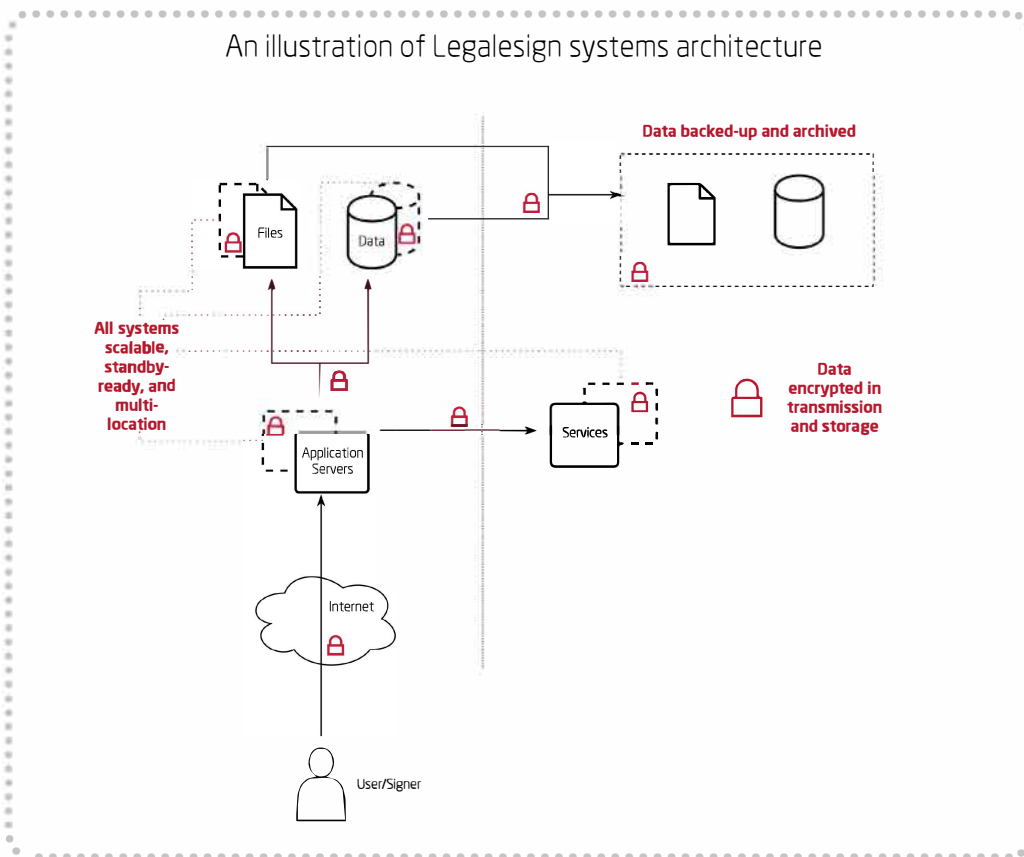 An illustration of Legalesign systems architecture
Data backed-up and archived
Files
Data
All systems
scalable,
standby-
ready, and
multi-
location
Data
encrypted in
transmission
and storage
Services
Application
Servers
Internet
User/Signer